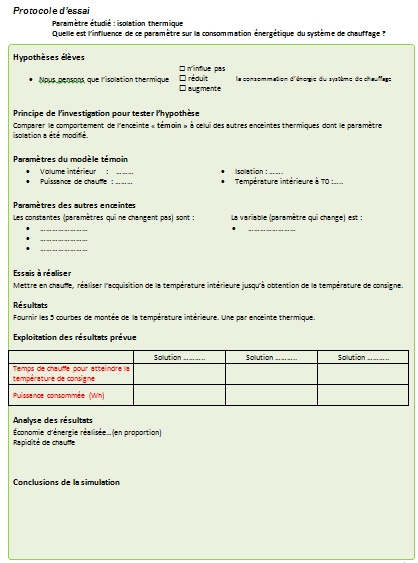 Protocole d'essai
Paramètre étudié : isolation thermique
Quelle est l'influence de ce paramètre sur la consommation énergétique du système de chauffage ?
Hypothèses élèves
☐ n'influe pas
• Nous pensons que l'isolation thermique ☐ réduit la consommation d'énergie du système de chauffage
☐ augmente
Principe de l'investigation pour tester l'hypothèse
Comparer le comportement de l'enceinte « témoin » à celui des autres enceintes thermiques dont le paramètre
isolation a été modifié.
Paramètres du modèle témoin
• Volume intérieur : ........ • Isolation : .......
• Puissance de chauffe : ......... • Température intérieure à T0 :.....
Paramètres des autres enceintes
Les constantes (paramètres qui ne changent pas) sont : La variable (paramètre qui change) est :
• ........................ • ........................
• ........................
• ........................
Essais à réaliser
Mettre en chauffe, réaliser l'acquisition de la température intérieure jusqu'à obtention de la température de consigne.
Résultats
Fournir les 3 courbes de montée de la température intérieure. Une par enceinte thermique.
Exploitation des résultats prévue
Solution ........... Solution ........... Solution ...........
Temps de chauffe pour atteindre la
température de consigne
Puissance consommée (Wh)
Analyse des résultats
Économie d'énergie réalisée...(en proportion)
Rapidité de chauffe
Conclusions de la simulation